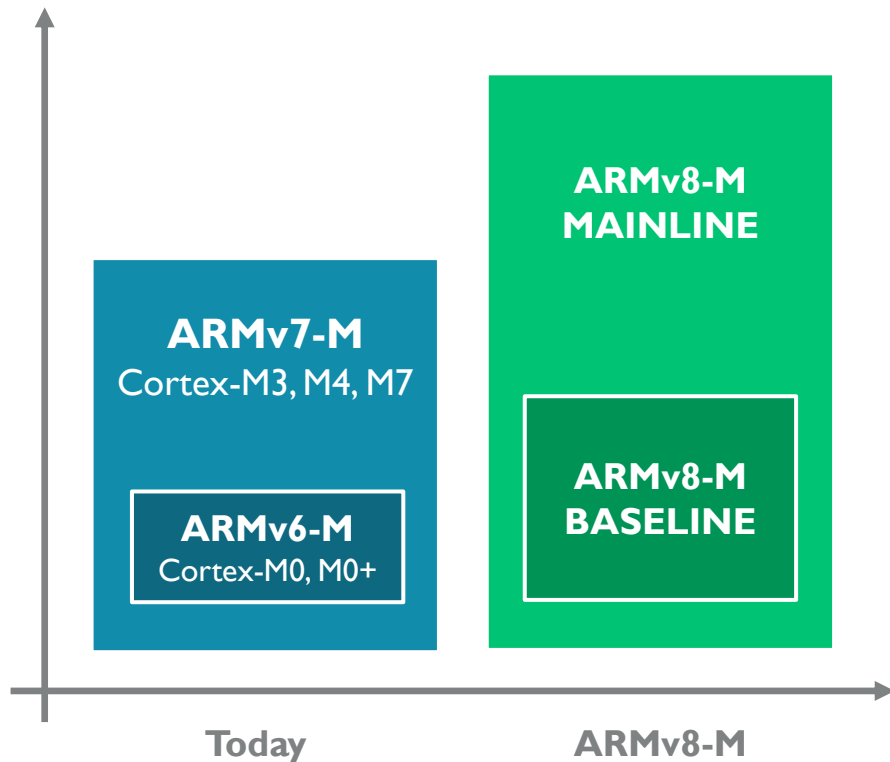 ARMv7-M
Cortex-M3, M4, M7
ARMv6-M
Cortex-M0, M0+
ARMv8-M
MAINLINE
ARMv8-M
BASELINE
Today
ARMv8-M